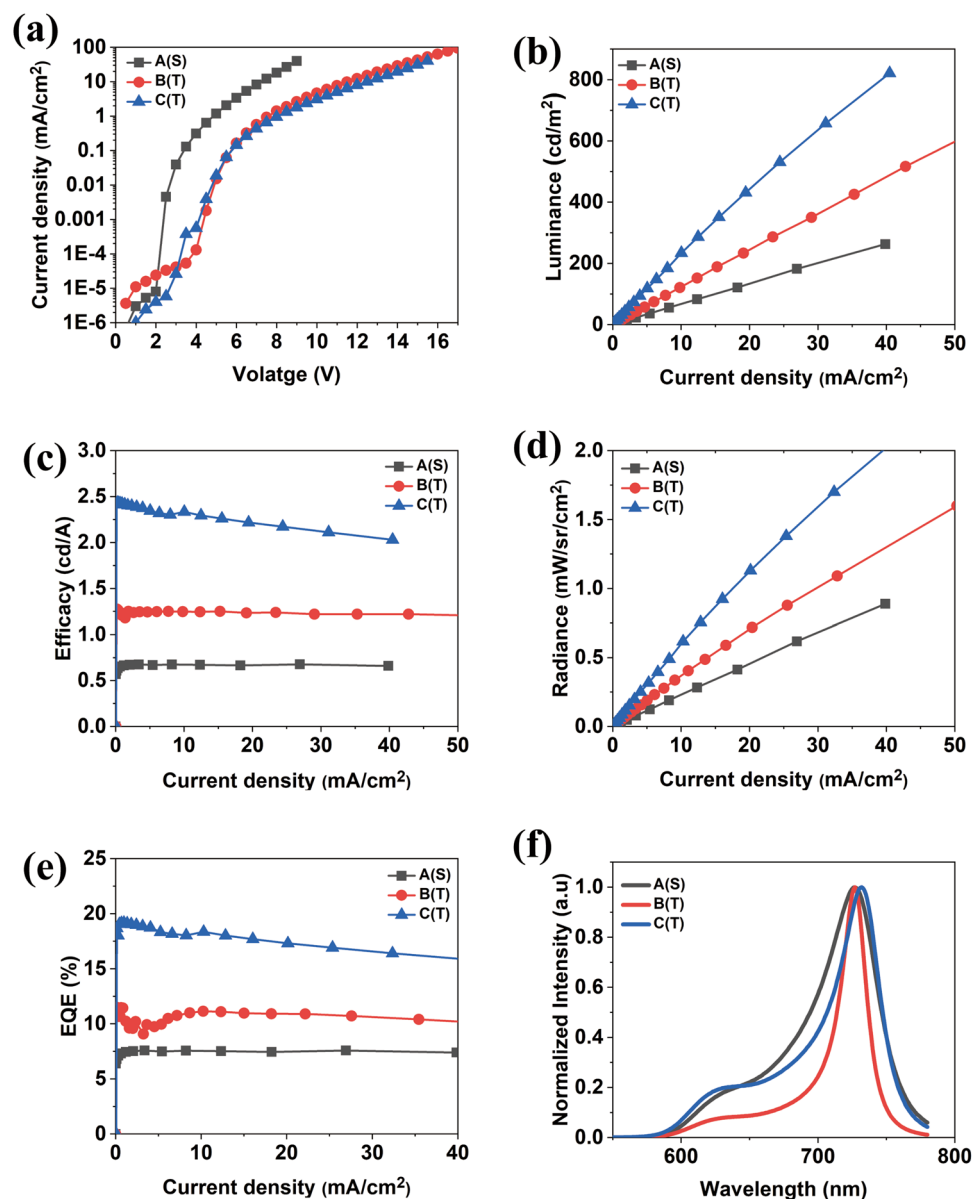 (a)
Current density (mA/cm²)
100
10
1
0.1
0.01
0.001
1E-4
1E-5
1E-6
0 2 4 6 8 10 12 14 16
Volatge (V)
A(S)
B(T)
C(T)
(b)
Luminance (cd/m²)
800
600
400
200
0
0 10 20 30 40 50
Current density (mA/cm²)
A(S)
B(T)
C(T)
(c)
Efficacy (cd/A)
3.0
2.5
2.0
1.5
1.0
0.5
0.0
0 10 20 30 40 50
Current density (mA/cm²)
A(S)
B(T)
C(T)
(d)
Radiance (mW/sr/cm²)
2.0
1.5
1.0
0.5
0.0
0 10 20 30 40 50
Current density (mA/cm²)
A(S)
B(T)
C(T)
(e)
EQE (%)
25
20
15
10
5
0
0 10 20 30 40
Current density (mA/cm²)
A(S)
B(T)
C(T)
(f)
Normalized Intensity (a.u)
1.0
0.8
0.6
0.4
0.2
0.0
600 700 800
Wavelength (nm)
A(S)
B(T)
C(T)